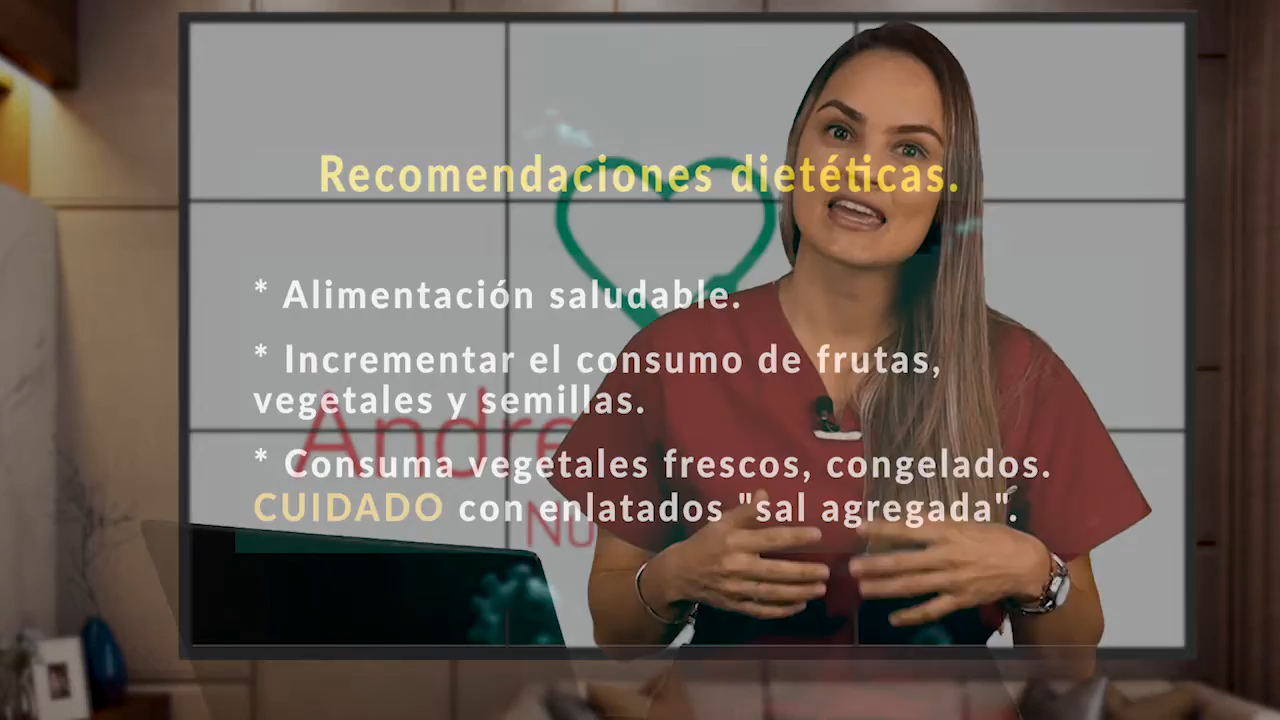 Recomendaciones dietéticas.
* Alimentación saludable.
* Incrementar el consumo de frutas,
vegetales y semillas.
* Consuma vegetales frescos, congelados.
CUIDADO con enlatados "sal agregada".